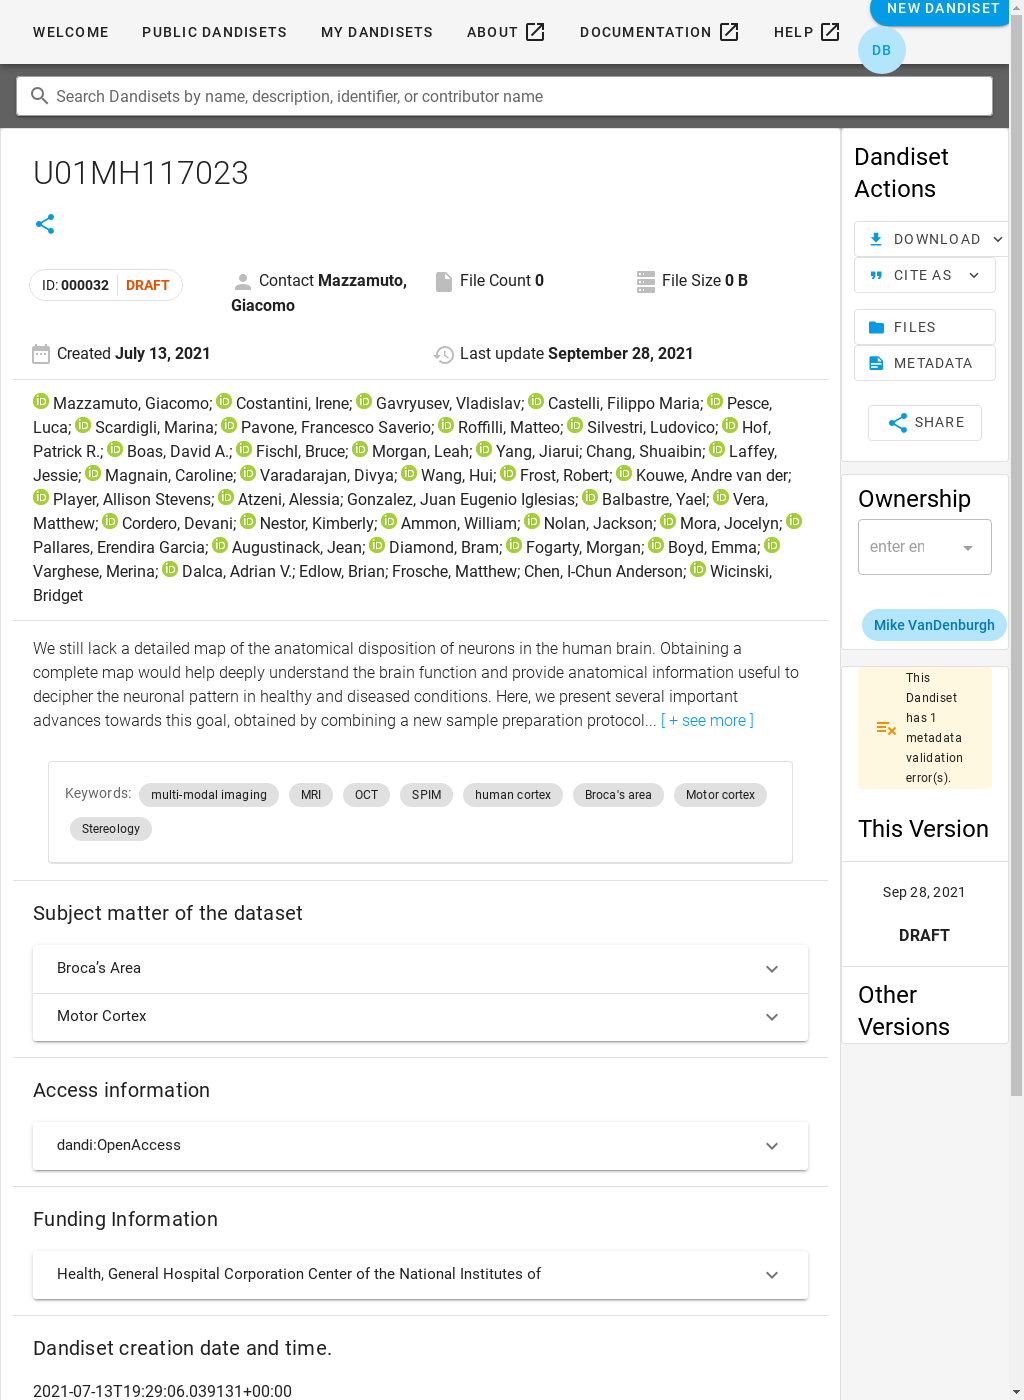 WELCOME PUBLIC DANDISETS MY DANDISETS ABOUT DOCUMENTATION HELP NEW DANDISET
DB
Search Dandisets by name, description, identifier, or contributor name
U01MH117023
ID: 000032 DRAFT
Contact Mazzamuto, Giacomo
File Count 0
File Size 0 B
Created July 13, 2021
Last update September 28, 2021
Mazzamuto, Giacomo; Costantini, Irene; Gavryusev, Vladislav; Castelli, Filippo Maria; Pesce,
Luca; Scardigli, Marina; Pavone, Francesco Saverio; Roffilli, Matteo; Silvestri, Ludovico; Hof,
Patrick R.; Boas, David A.; Fischl, Bruce; Morgan, Leah; Yang, Jiarui; Chang, Shuaibin; Laffey,
Jessie; Magnain, Caroline; Varadarajan, Divya; Wang, Hui; Frost, Robert; Kouwe, Andre van der;
Player, Allison Stevens; Atzeni, Alessia; Gonzalez, Juan Eugenio Iglesias; Balbastre, Yael; Vera,
Matthew; Cordero, Devani; Nestor, Kimberly; Ammon, William; Nolan, Jackson; Mora, Jocelyn;
Pallares, Erendira Garcia; Augustinack, Jean; Diamond, Bram; Fogarty, Morgan; Boyd, Emma;
Varghese, Merina; Dalca, Adrian V.; Edlow, Brian; Frosche, Matthew; Chen, I-Chun Anderson; Wicinski,
Bridget
We still lack a detailed map of the anatomical disposition of neurons in the human brain. Obtaining a
complete map would help deeply understand the brain function and provide anatomical information useful to
decipher the neuronal pattern in healthy and diseased conditions. Here, we present several important
advances towards this goal, obtained by combining a new sample preparation protocol... [ + see more ]
Keywords: multi-modal imaging MRI OCT SPIM human cortex Broca's area Motor cortex
Stereology
Subject matter of the dataset
Broca’s Area
Motor Cortex
Access information
dandi:OpenAccess
Funding Information
Health, General Hospital Corporation Center of the National Institutes of
Dandiset creation date and time.
2021-07-13T19:29:06.039131+00:00
Dandiset
Actions
DOWNLOAD
CITE AS
FILES
METADATA
SHARE
Ownership
enter en
Mike VanDenburgh
This
Dandiset
has 1
metadata
validation
error(s).
This Version
Sep 28, 2021
DRAFT
Other
Versions